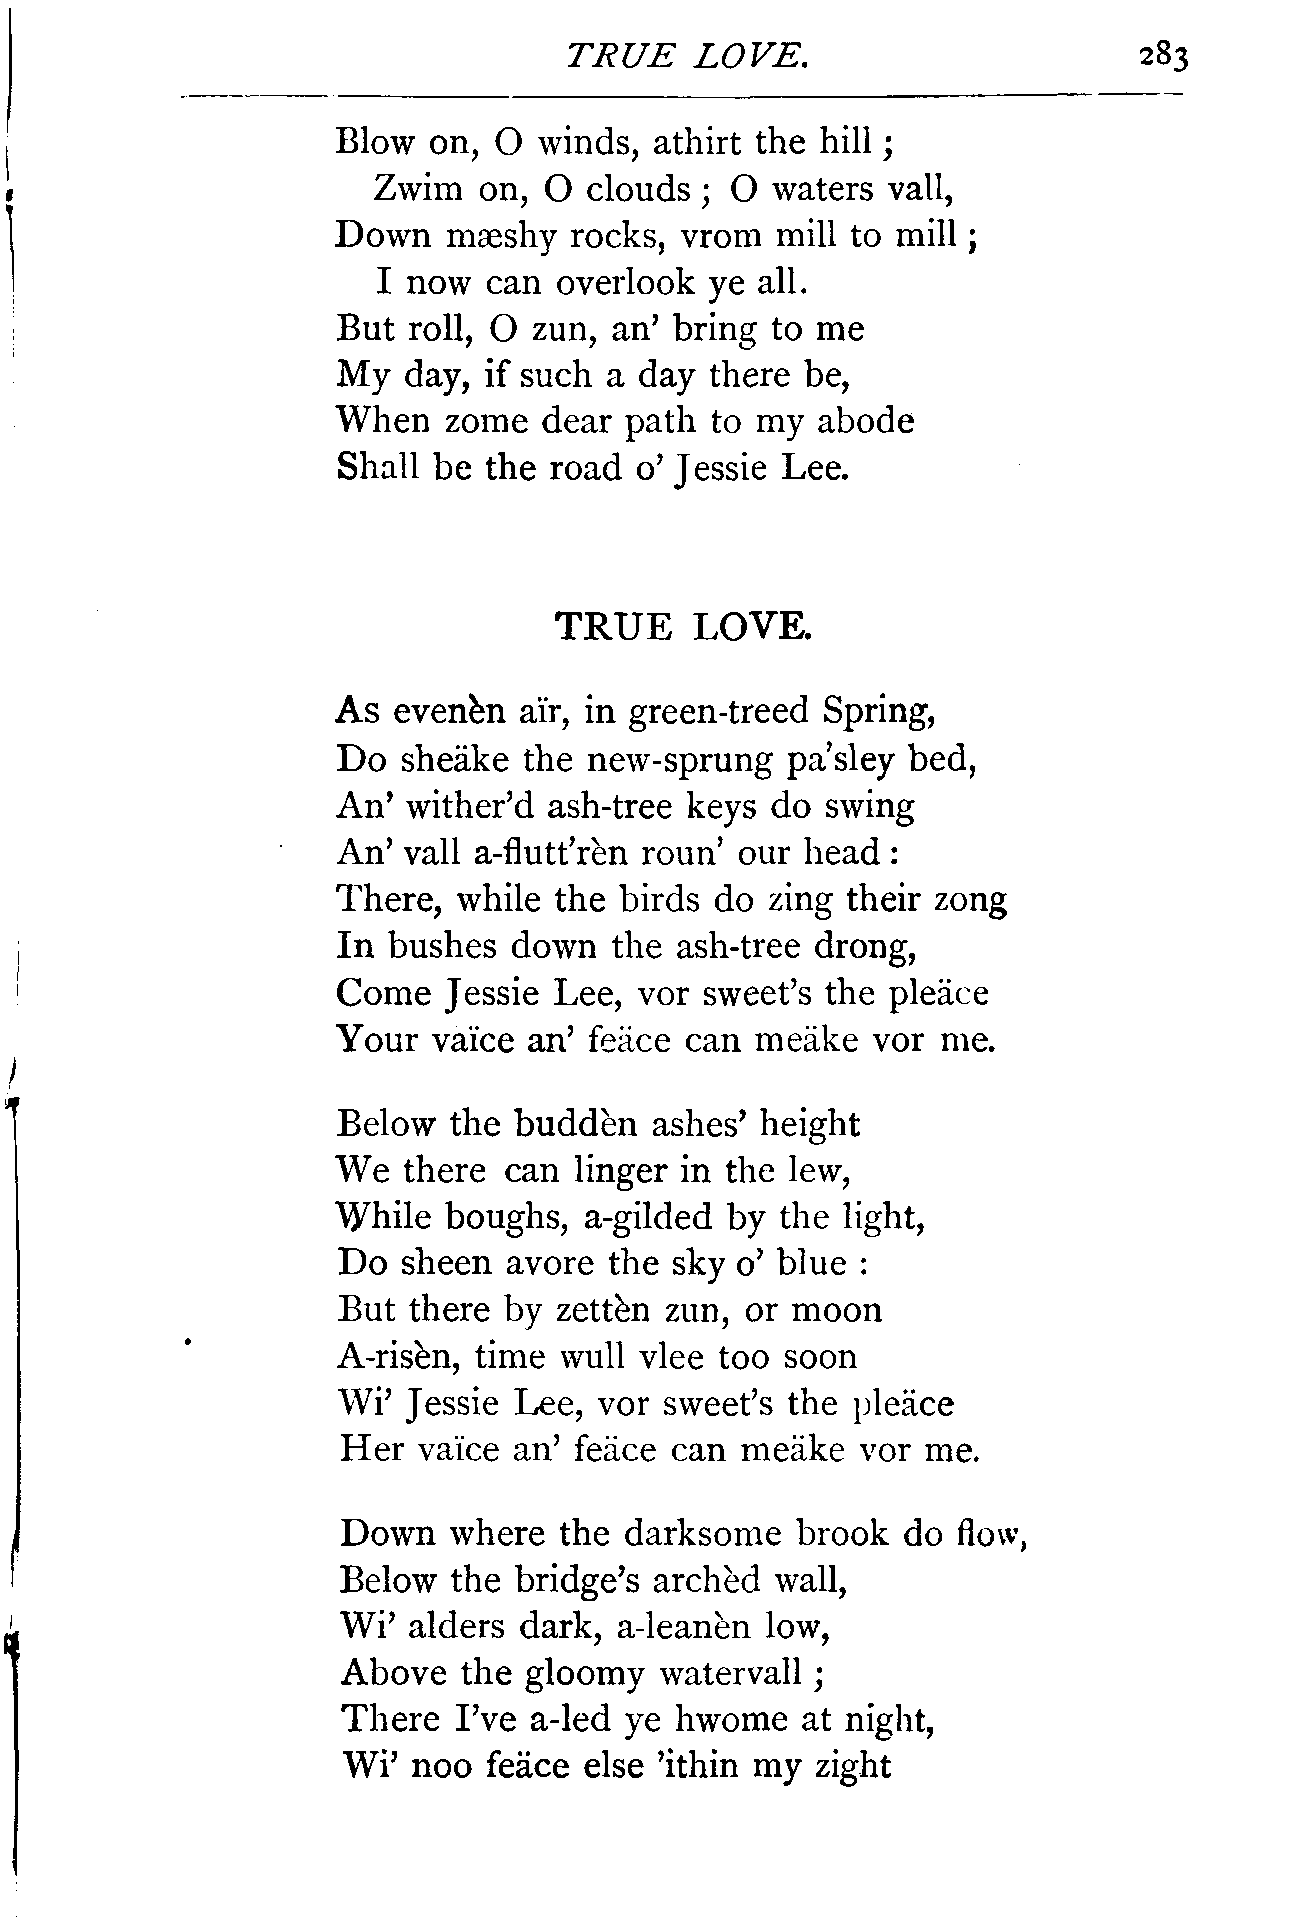 TRUE LOVE. 283
Blow on, O winds, athirt the hill ;
Zwim on, O clouds ; O waters vall,
Down mæshy rocks, vrom mill to mill ;
I now can overlook ye all.
But roll, O zun, an’ bring to me
My day, if such a day there be,
When zome dear path to my abode
Shall be the road o’ Jessie Lee.
TRUE LOVE.
As evenèn aïr, in green-treed Spring,
Do sheäke the new-sprung pa’sley bed,
An’ wither’d ash-tree keys do swing
An’ vall a-flutt’rèn roun’ our head :
There, while the birds do zing their zong
In bushes down the ash-tree drong,
Come Jessie Lee, vor sweet’s the pleäce
Your vaïce an’ feäce can meäke vor me.
Below the buddèn ashes’ height
We there can linger in the lew,
While boughs, a-gilded by the light,
Do sheen avore the sky o’ blue :
But there by zettèn zun, or moon
A-risèn, time wull vlee too soon
Wi’ Jessie Lee, vor sweet’s the pleäce
Her vaïce an’ feäce can meäke vor me.
Down where the darksome brook do flow,
Below the bridge’s archèd wall,
Wi’ alders dark, a-leanèn low,
Above the gloomy watervall ;
There I’ve a-led ye hwome at night,
Wi’ noo feäce else ’ithin my zight